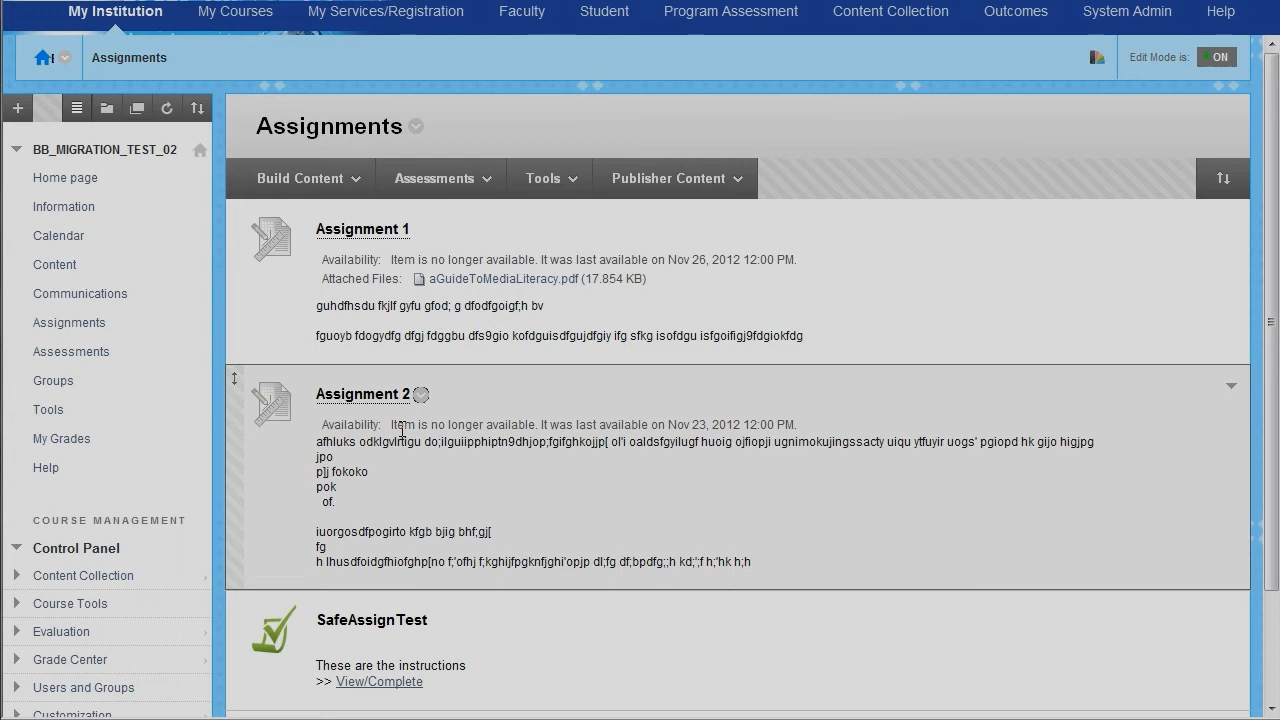 My Institution My Courses My Services/Registration Faculty Student Program Assessment Content Collection Outcomes System Admin Help
Assignments Edit Mode is: ON
BB_MIGRATION_TEST_02
Home page
Information
Calendar
Content
Communications
Assignments
Assessments
Groups
Tools
My Grades
Help
COURSE MANAGEMENT
Control Panel
Content Collection
Course Tools
Evaluation
Grade Center
Users and Groups
Customization
Assignments
Build Content Assessments Tools Publisher Content
Assignment 1
Availability: Item is no longer available. It was last available on Nov 26, 2012 12:00 PM.
Attached Files: aGuideToMediaLiteracy.pdf (17.854 KB)
guhdfhsdu fkjlf gyfu gfod; g dfodfgoigf;h bv
fguoyb fdogydfg dfgj fdggbu dfs9gio kofdguisdfgujdfgiy ifg sfkg isofdgu isfgoifigj9fdgiokfdg
Assignment 2
Availability: Item is no longer available. It was last available on Nov 23, 2012 12:00 PM.
afhluks do;ilguiipphiptn9dhjop;fgifghkojjp[ ol'i oaldsfgyilugf huoig ojfiopji ugnimokujingssacty uiqu ytfuyir uogs' pgiopd hk gijo higjpg
jpo
p]j fokoko
pok
of.
iuorgosdfpogirto kfgb bjig bhf;gj[
fg
h lhusdfoidgfhiofghp[no f;'ofhj f;kghijfpgknfjghi'opjp dl;fg df;bpdfg;;h kd;';f h;'hk h;h
SafeAssignTest
These are the instructions
>> View/Complete